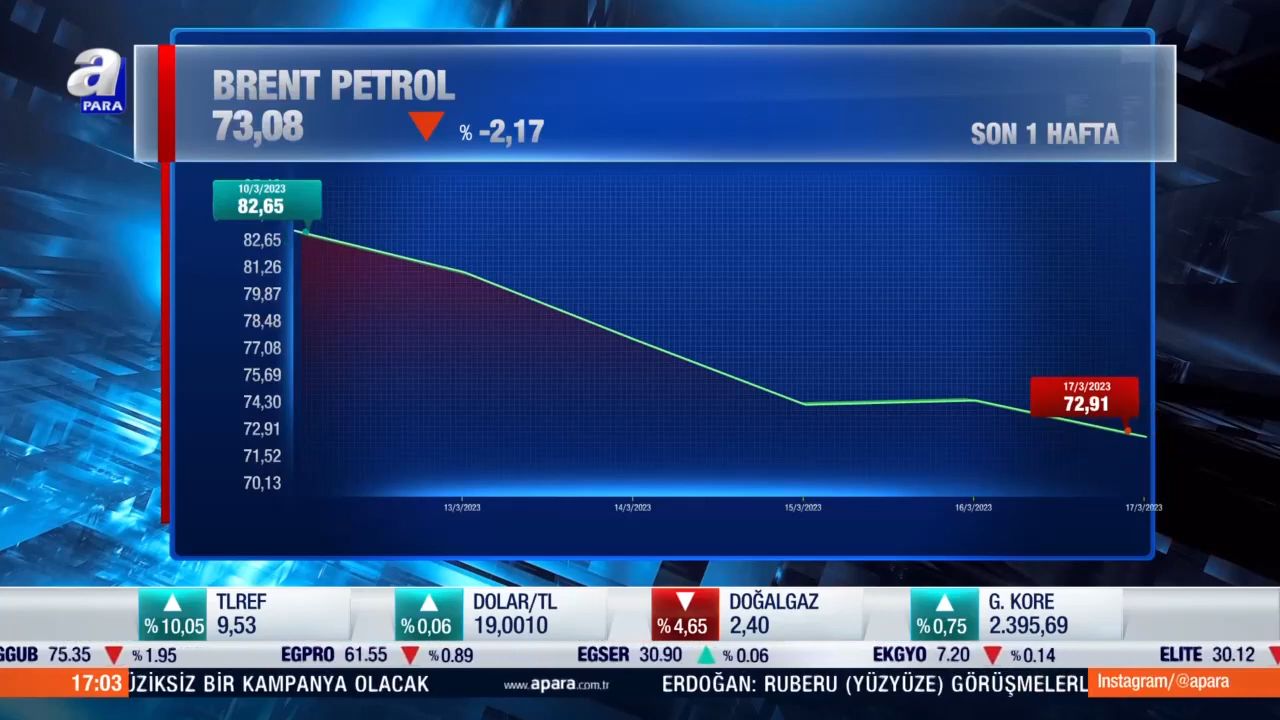 a
PARA
BRENT PETROL
73,08 % -2,17
SON 1 HAFTA
10/3/2023
82,65
82,65
81,26
79,87
78,48
77,08
75,69
74,30
72,91
71,52
70,13
17/3/2023
72,91
13/3/2023 14/3/2023 15/3/2023 16/3/2023 17/3/2023
% 10,05 TLREF 9,53
% 0,06 DOLAR/TL 19,0010
% 4,65 DOĞALGAZ 2,40
% 0,75 G. KORE 2.395,69
GGUB 75.35 % 1.95 EGPRO 61.55 % 0.89 EGSER 30.90 % 0.06 EKGYO 7.20 % 0.14 ELITE 30.12
17:03 ÜZİKSİZ BİR KAMPANYA OLACAK www.apara.com.tr ERDOĞAN: RUBERU (YÜZYÜZE) GÖRÜŞMELERL Instagram/@apara